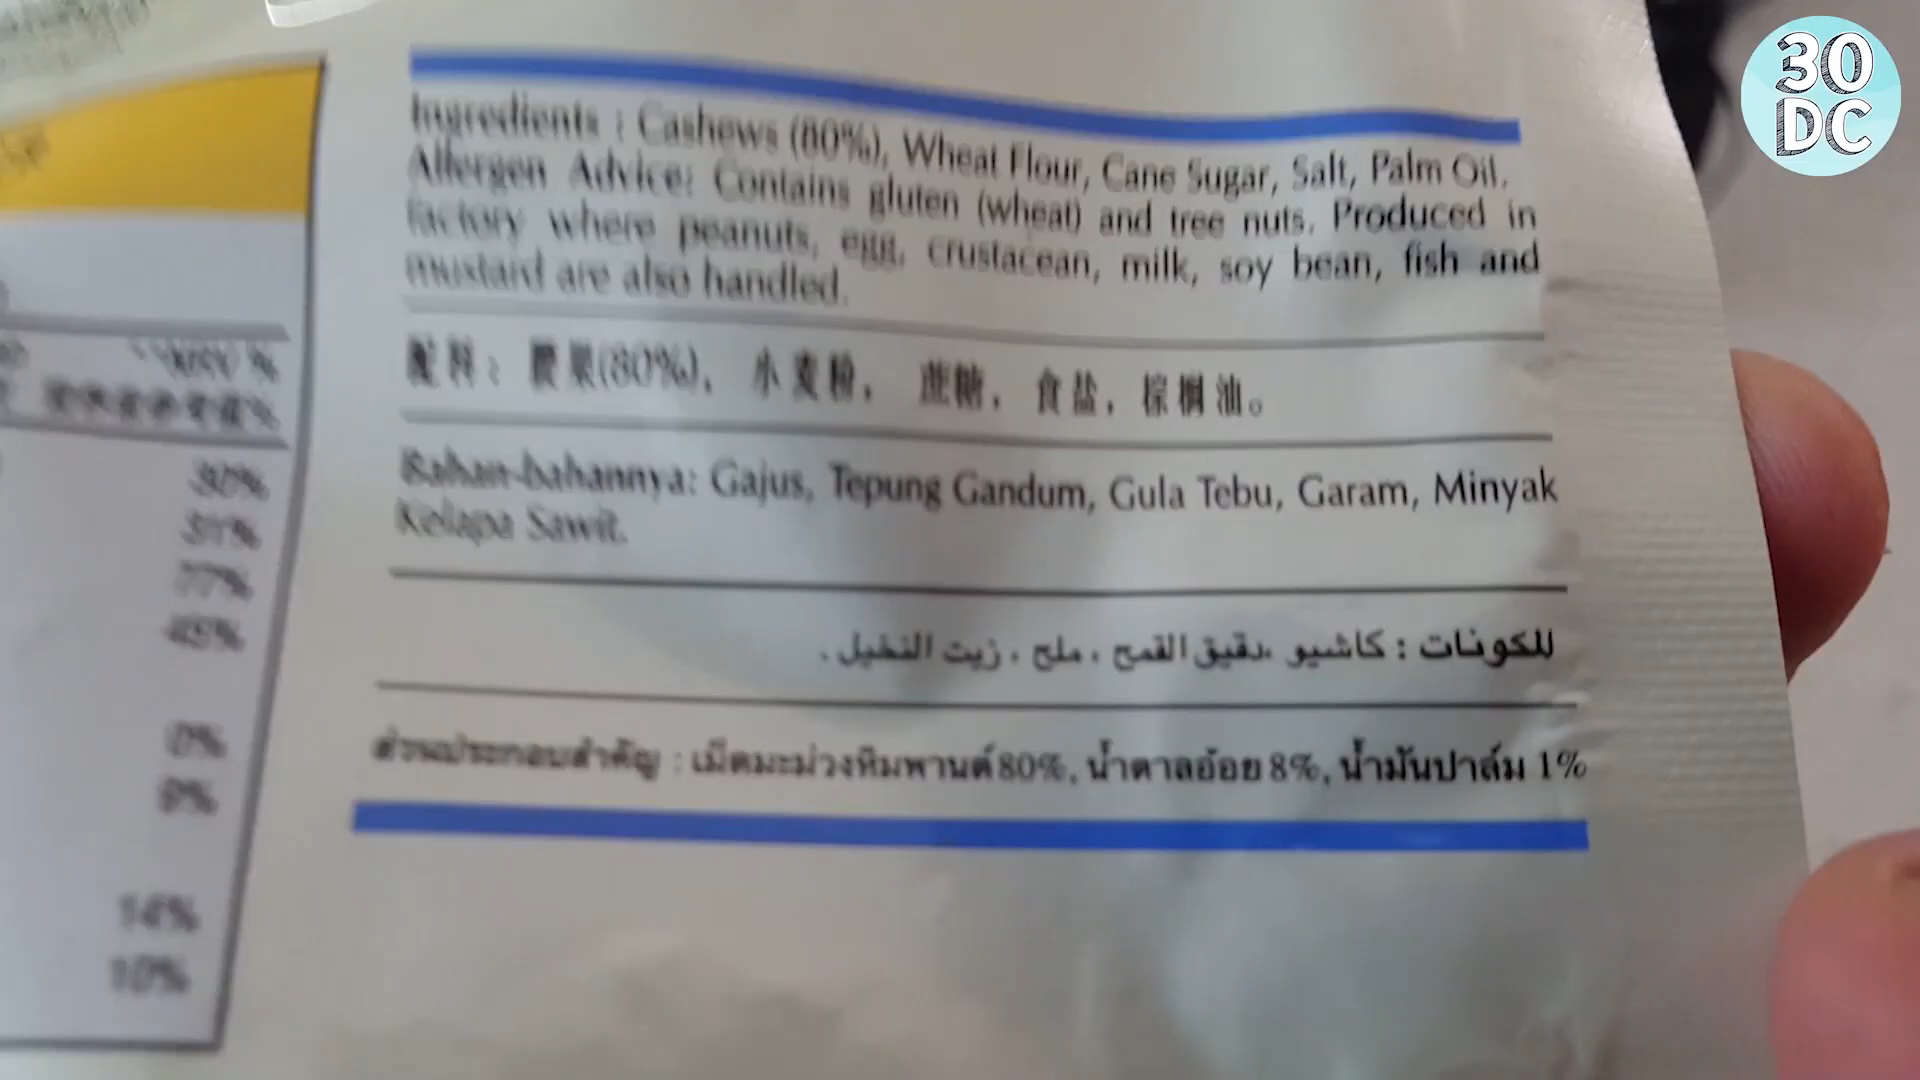 30
DC
Ingredients : Cashews (80%), Wheat Flour, Cane Sugar, Salt, Palm Oil.
Allergen Advice: Contains gluten (wheat) and tree nuts. Produced in
factory where peanuts, egg, crustacean, milk, soy bean, fish and
mustard are also handled.
配料：腰果(80%)，小麦粉，蔗糖，食盐，棕榈油。
Bahan-bahannya: Gajus, Tepung Gandum, Gula Tebu, Garam, Minyak
Kelapa Sawit.
للكونات : كاشيو ،دقيق القمح ، ملح ، زيت النخيل .
ส่วนประกอบสำคัญ : เม็ดมะม่วงหิมพานต์ 80%, น้ำตาลอ้อย 8%, น้ำมันปาล์ม 1%
30%
31%
77%
45%
0%
9%
14%
10%